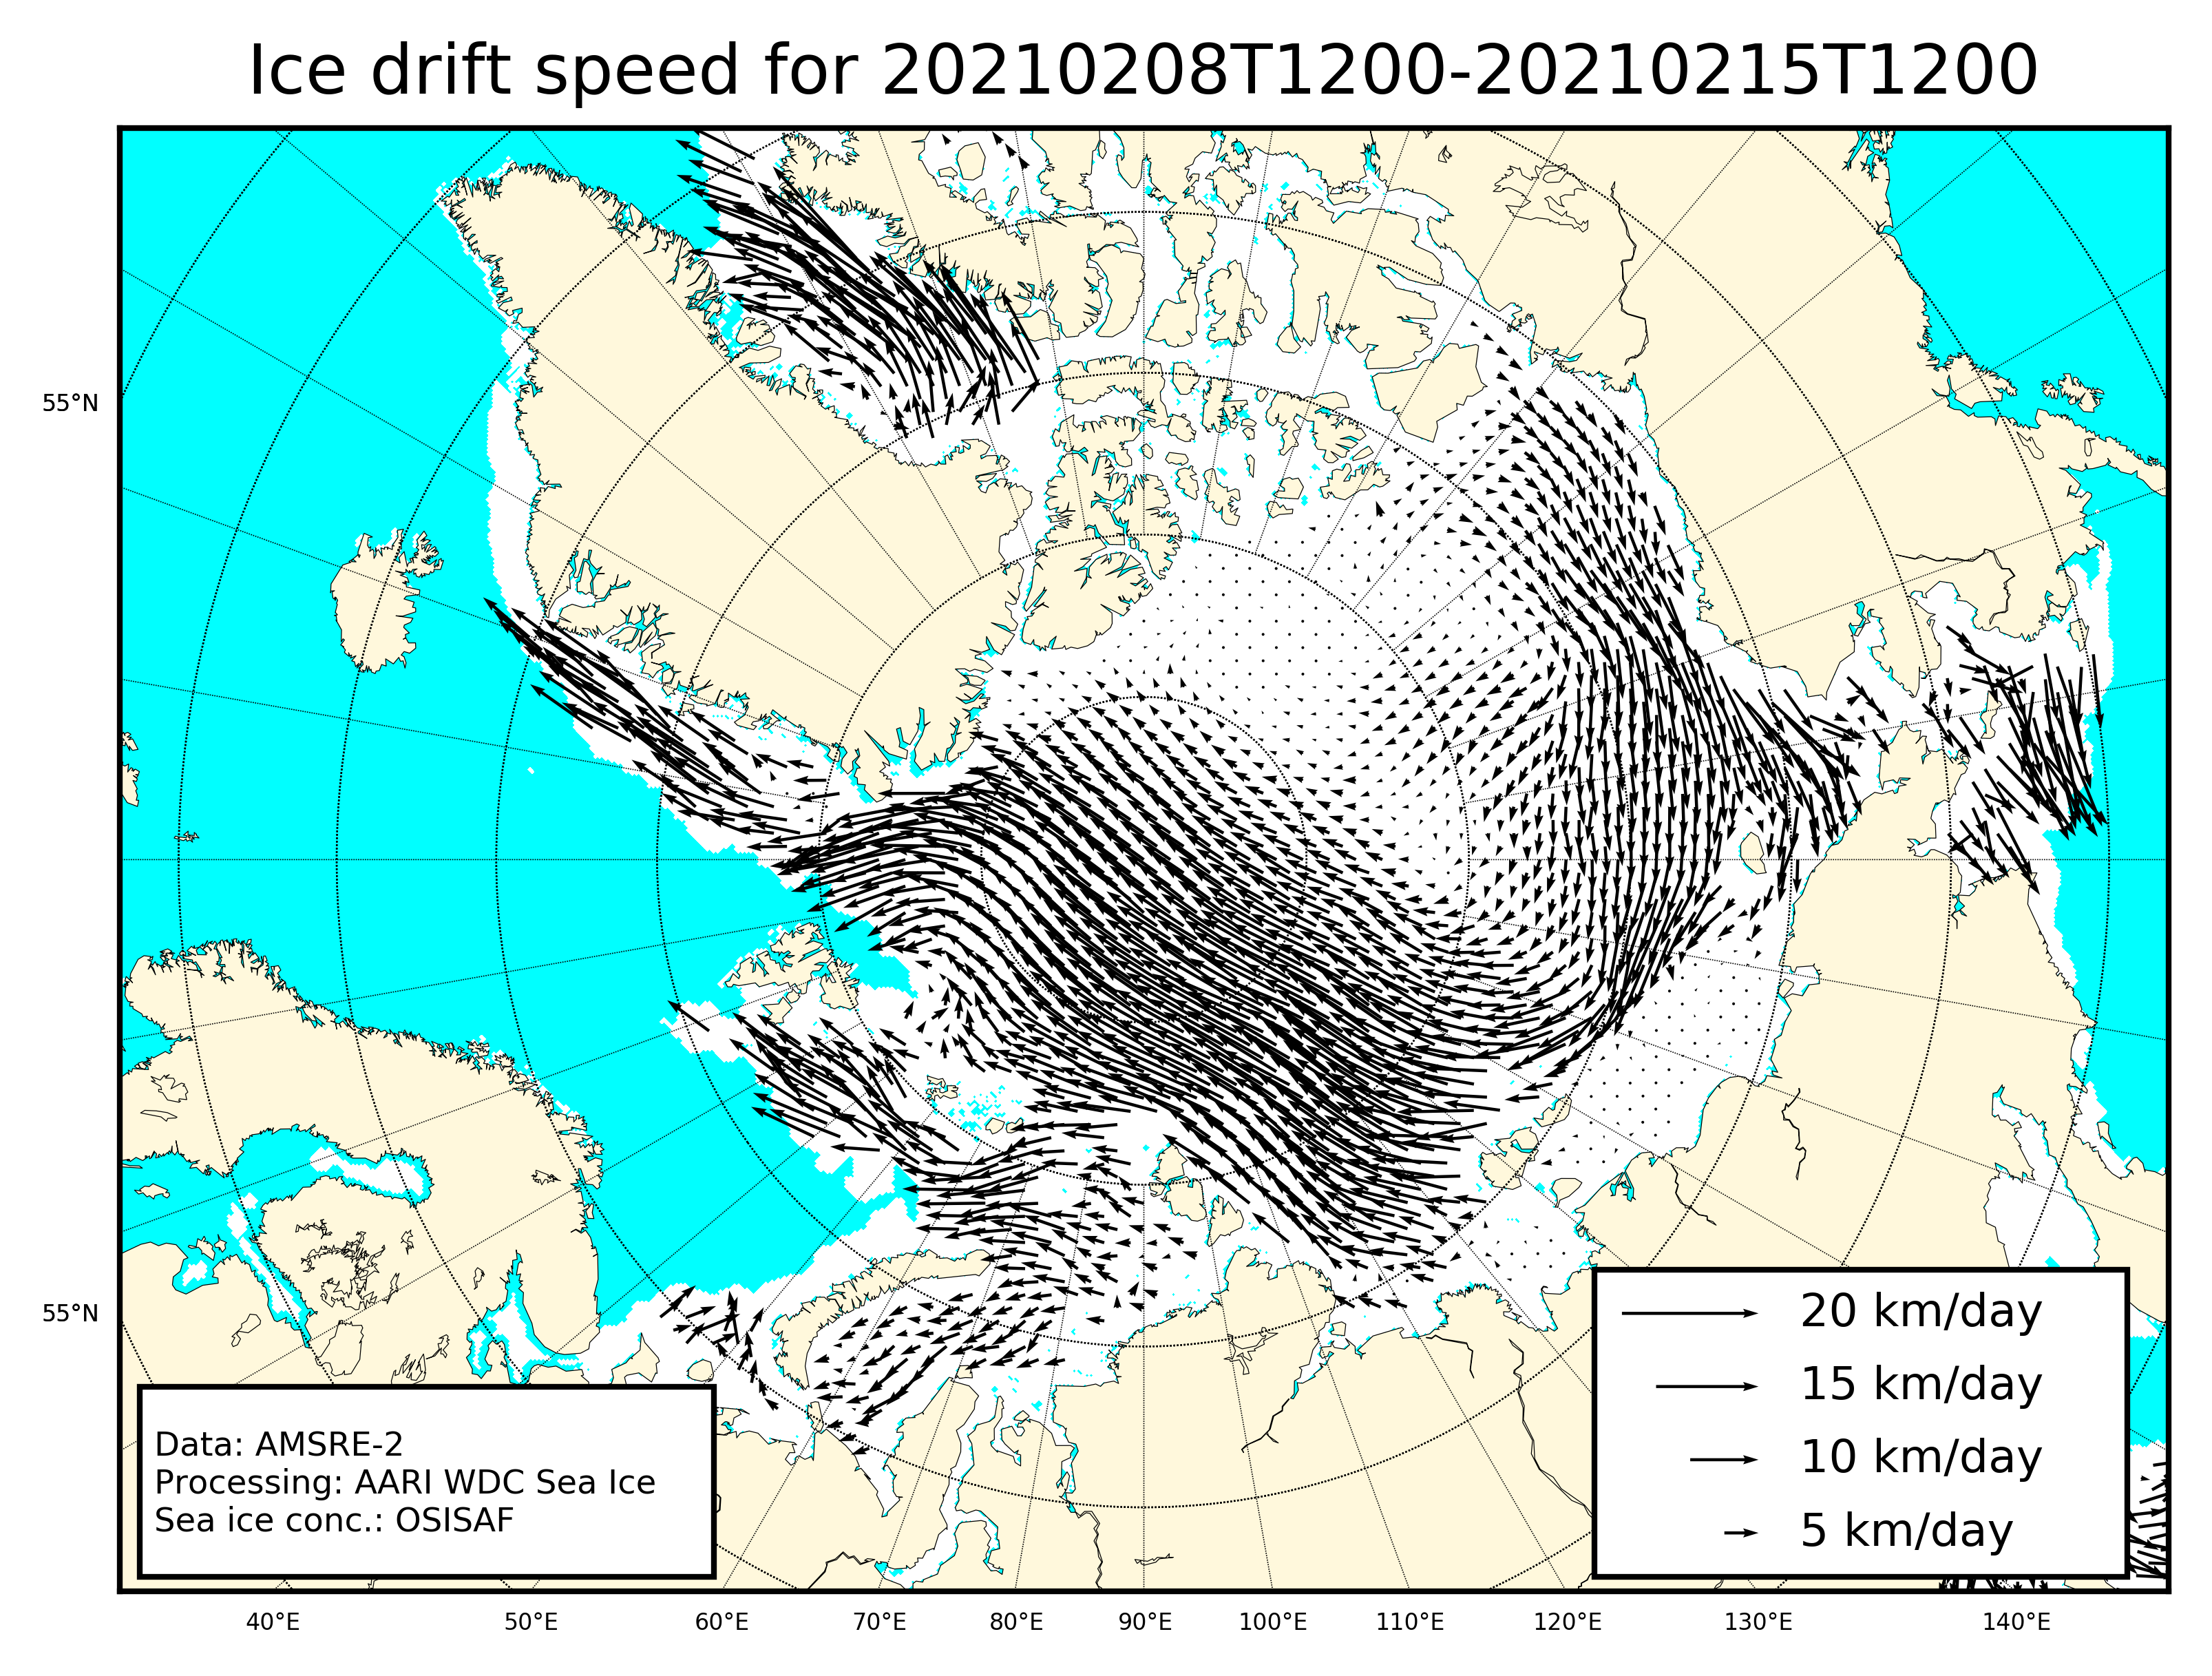 Ice drift speed for 20210208T1200-20210215T1200
55°N
55°N
20 km/day
15 km/day
10 km/day
5 km/day
Data: AMSRE-2
Processing: AARI WDC Sea Ice
Sea ice conc.: OSISAF
40°E 50°E 60°E 70°E 80°E 90°E 100°E 110°E 120°E 130°E 140°E